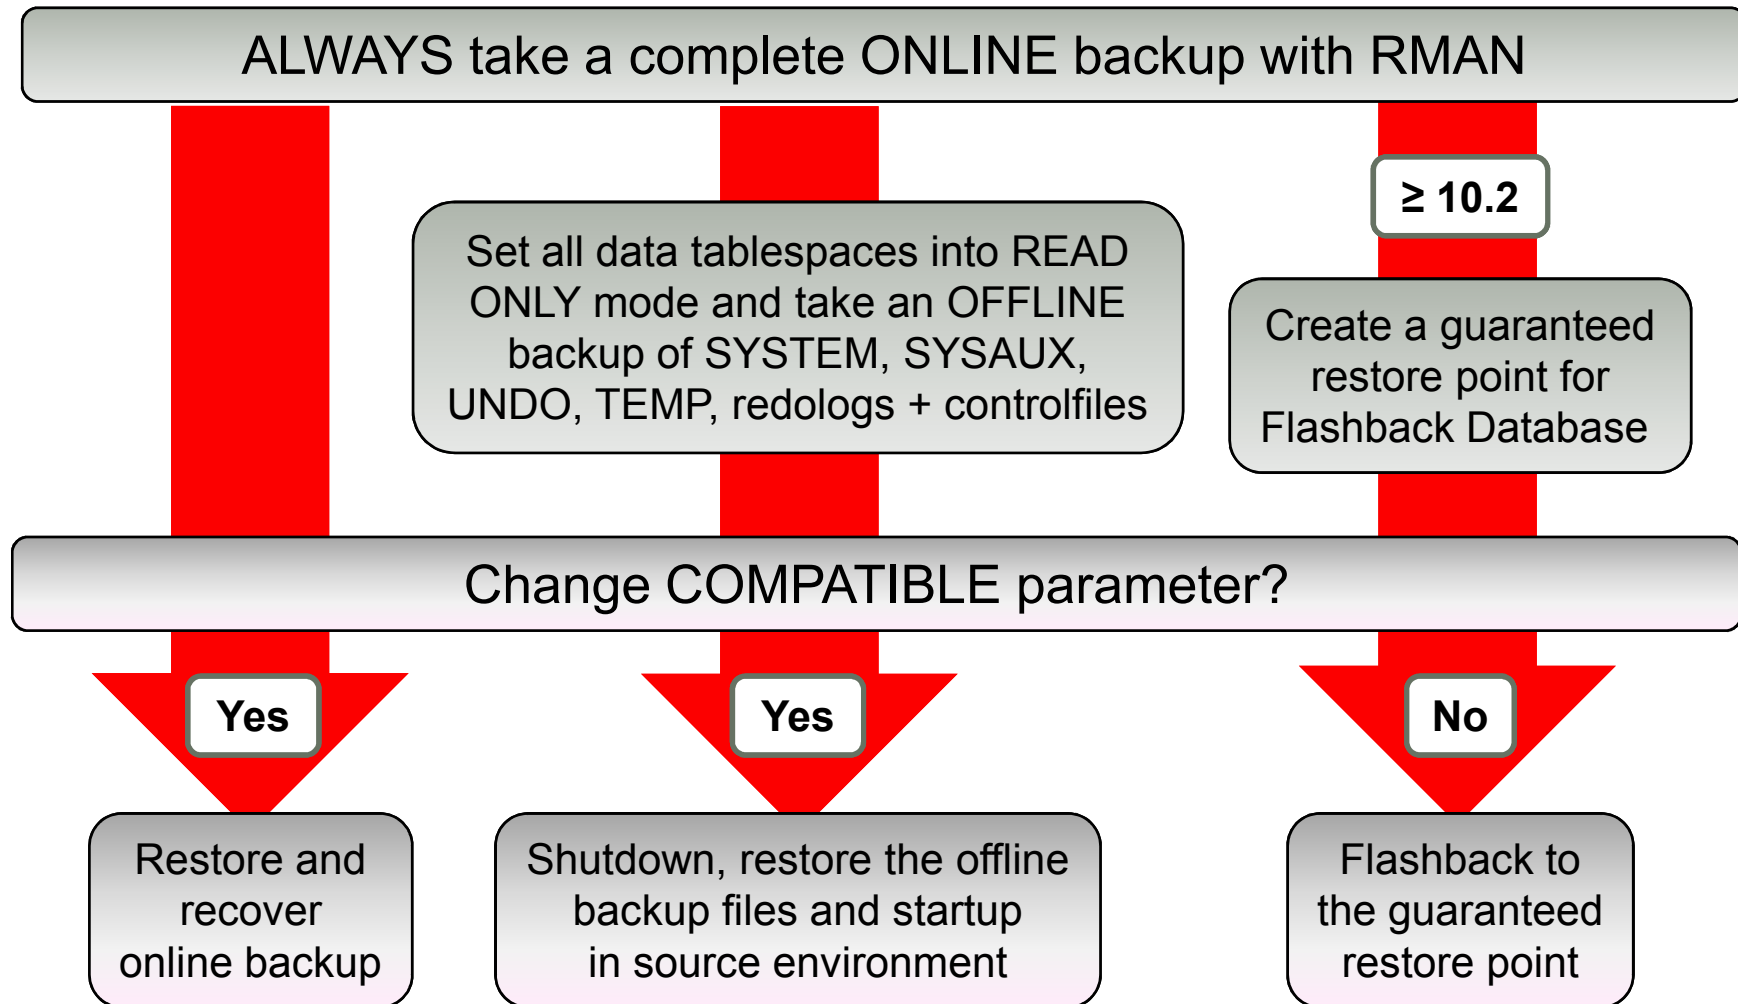 ALWAYS take a complete ONLINE backup with RMAN
≥ 10.2
Set all data tablespaces into READ
ONLY mode and take an OFFLINE
backup of SYSTEM, SYSAUX,
UNDO, TEMP, redologs + controlfiles
Create a guaranteed
restore point for
Flashback Database
Change COMPATIBLE parameter?
Yes
Yes
No
Restore and
recover
online backup
Shutdown, restore the offline
backup files and startup
in source environment
Flashback to
the guaranteed
restore point